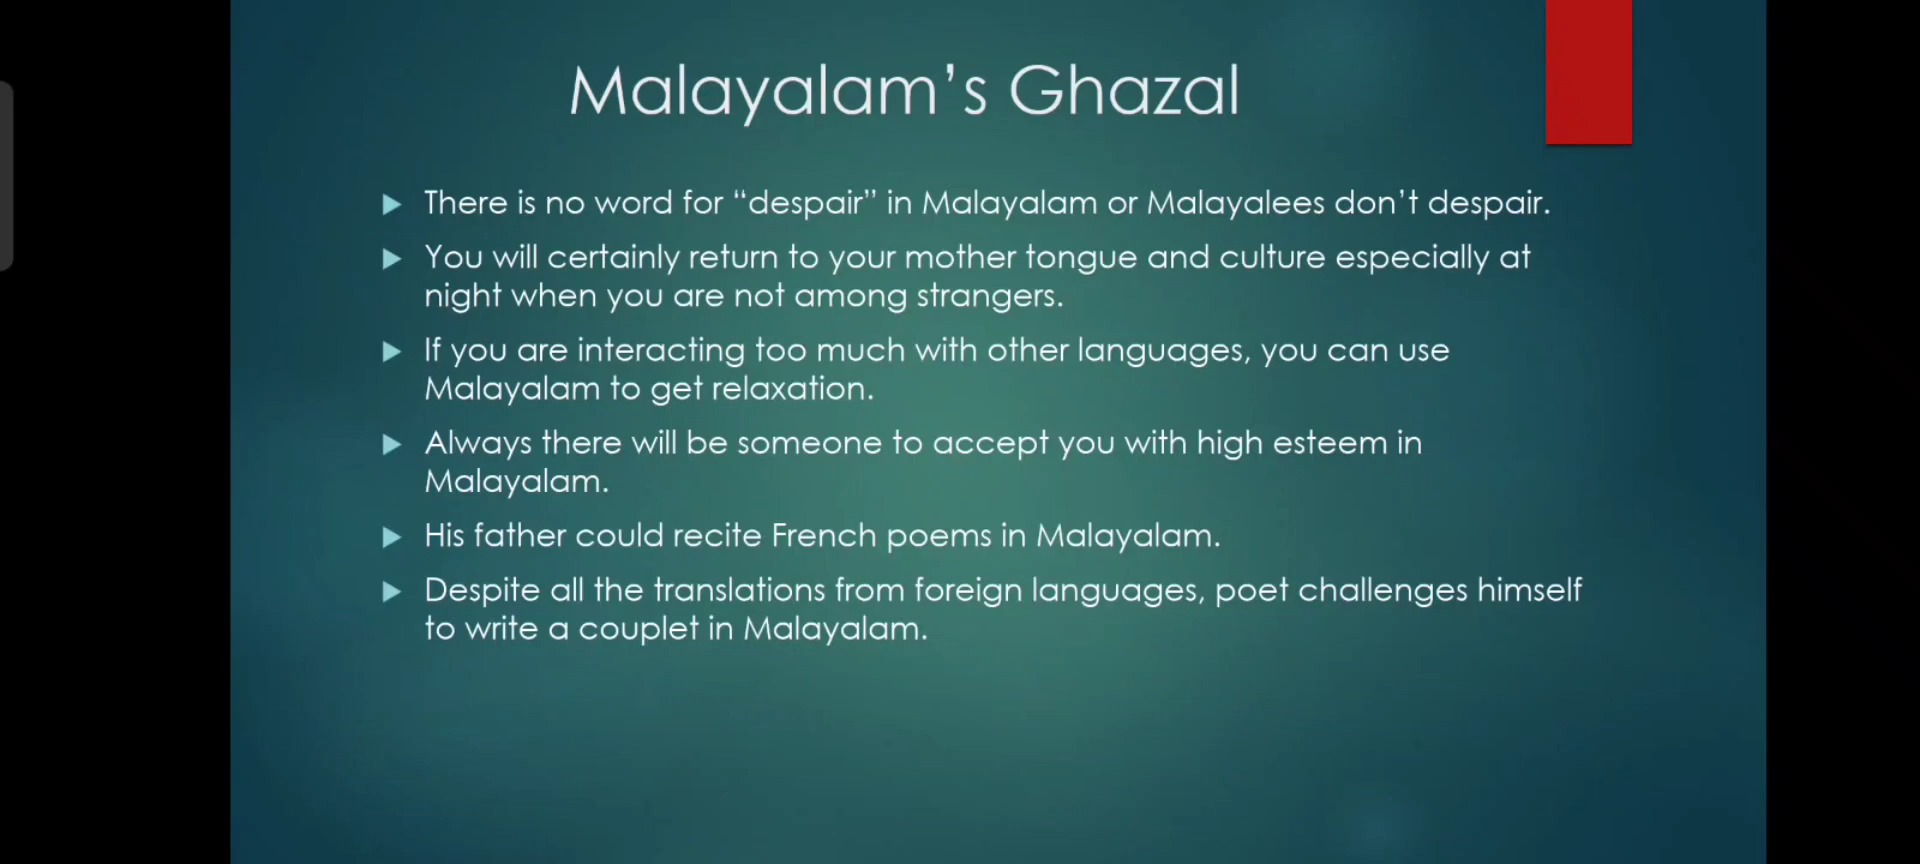 Malayalam’s Ghazal
There is no word for “despair” in Malayalam or Malayalees don’t despair.
You will certainly return to your mother tongue and culture especially at
night when you are not among strangers.
If you are interacting too much with other languages, you can use
Malayalam to get relaxation.
Always there will be someone to accept you with high esteem in
Malayalam.
His father could recite French poems in Malayalam.
Despite all the translations from foreign languages, poet challenges himself
to write a couplet in Malayalam.